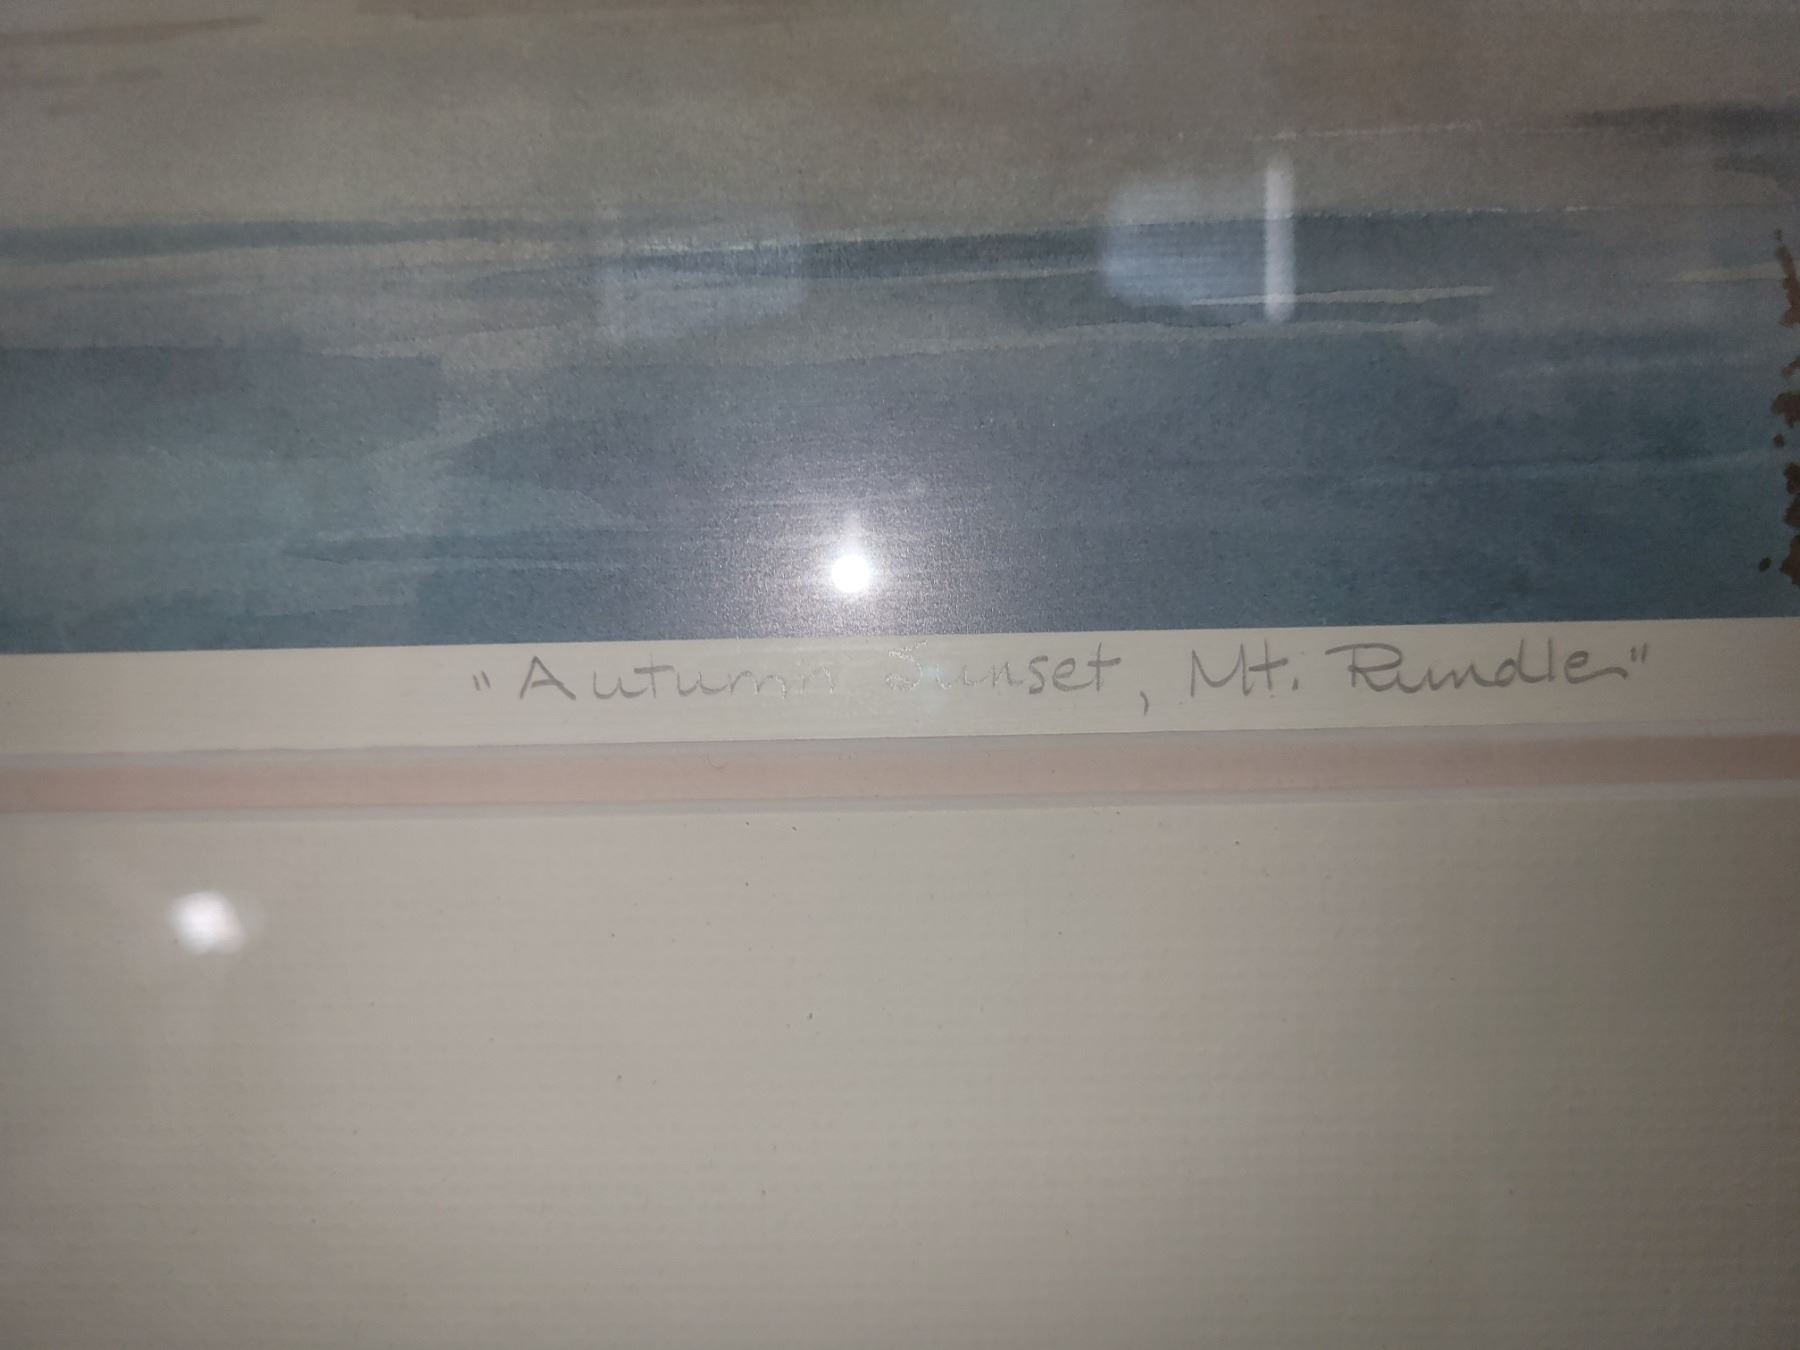 "Autumn Sunset, Mt. Rundle"